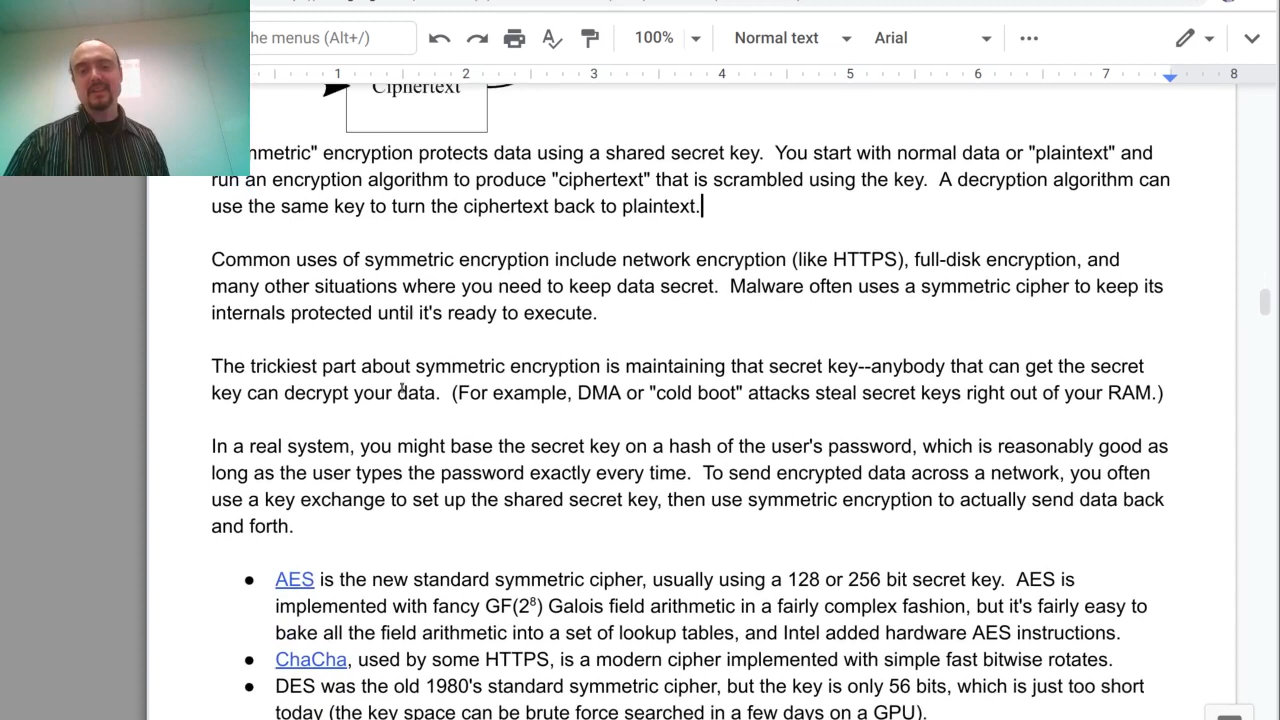 he menus (Alt+/)
100%
Normal text
Arial
1 2 3 4 5 6 7 8
Ciphertext
mmetric" encryption protects data using a shared secret key.  You start with normal data or "plaintext" and
run an encryption algorithm to produce "ciphertext" that is scrambled using the key.  A decryption algorithm can
use the same key to turn the ciphertext back to plaintext.
Common uses of symmetric encryption include network encryption (like HTTPS), full-disk encryption, and
many other situations where you need to keep data secret.  Malware often uses a symmetric cipher to keep its
internals protected until it's ready to execute.
The trickiest part about symmetric encryption is maintaining that secret key--anybody that can get the secret
key can decrypt your data.  (For example, DMA or "cold boot" attacks steal secret keys right out of your RAM.)
In a real system, you might base the secret key on a hash of the user's password, which is reasonably good as
long as the user types the password exactly every time.  To send encrypted data across a network, you often
use a key exchange to set up the shared secret key, then use symmetric encryption to actually send data back
and forth.
● AES is the new standard symmetric cipher, usually using a 128 or 256 bit secret key.  AES is
implemented with fancy GF(2⁸) Galois field arithmetic in a fairly complex fashion, but it's fairly easy to
bake all the field arithmetic into a set of lookup tables, and Intel added hardware AES instructions.
● ChaCha, used by some HTTPS, is a modern cipher implemented with simple fast bitwise rotates.
● DES was the old 1980's standard symmetric cipher, but the key is only 56 bits, which is just too short
today (the key space can be brute force searched in a few days on a GPU).